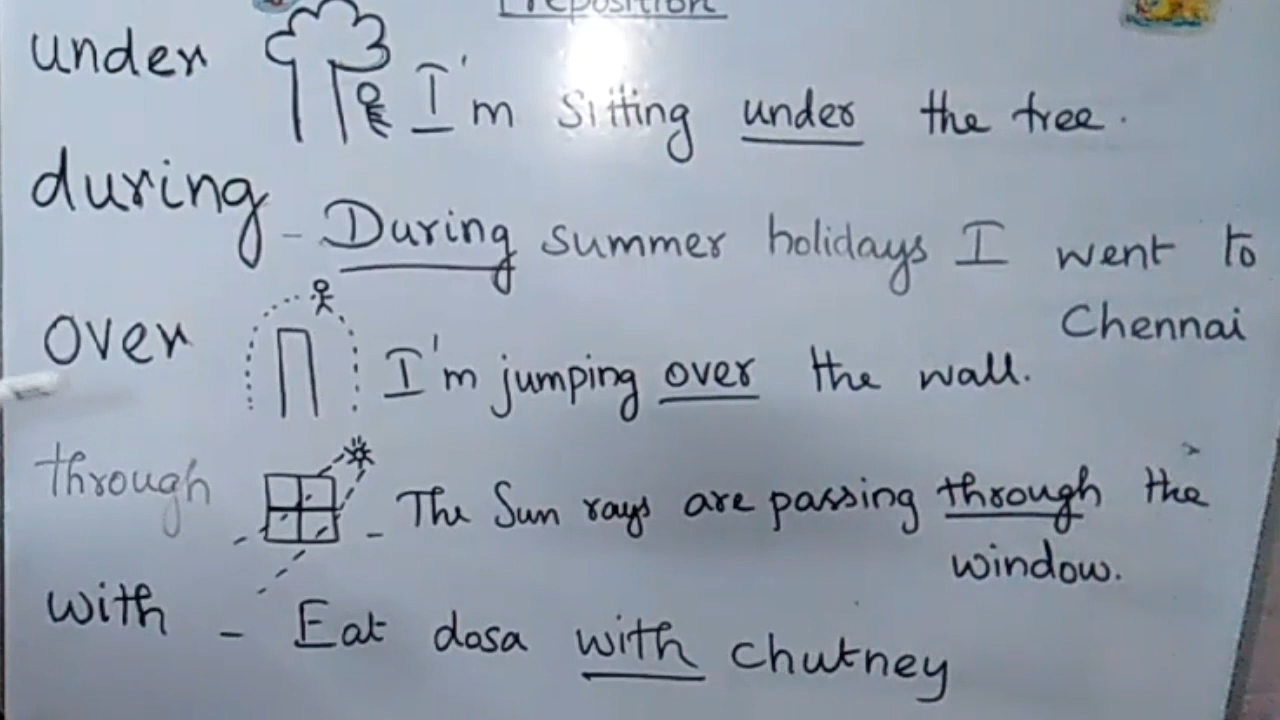 Preposition
under I'm sitting under the tree.
during - During summer holidays I went to
Chennai
over I'm jumping over the wall.
through - The Sun rays are passing through the
window.
with - Eat dosa with chutney